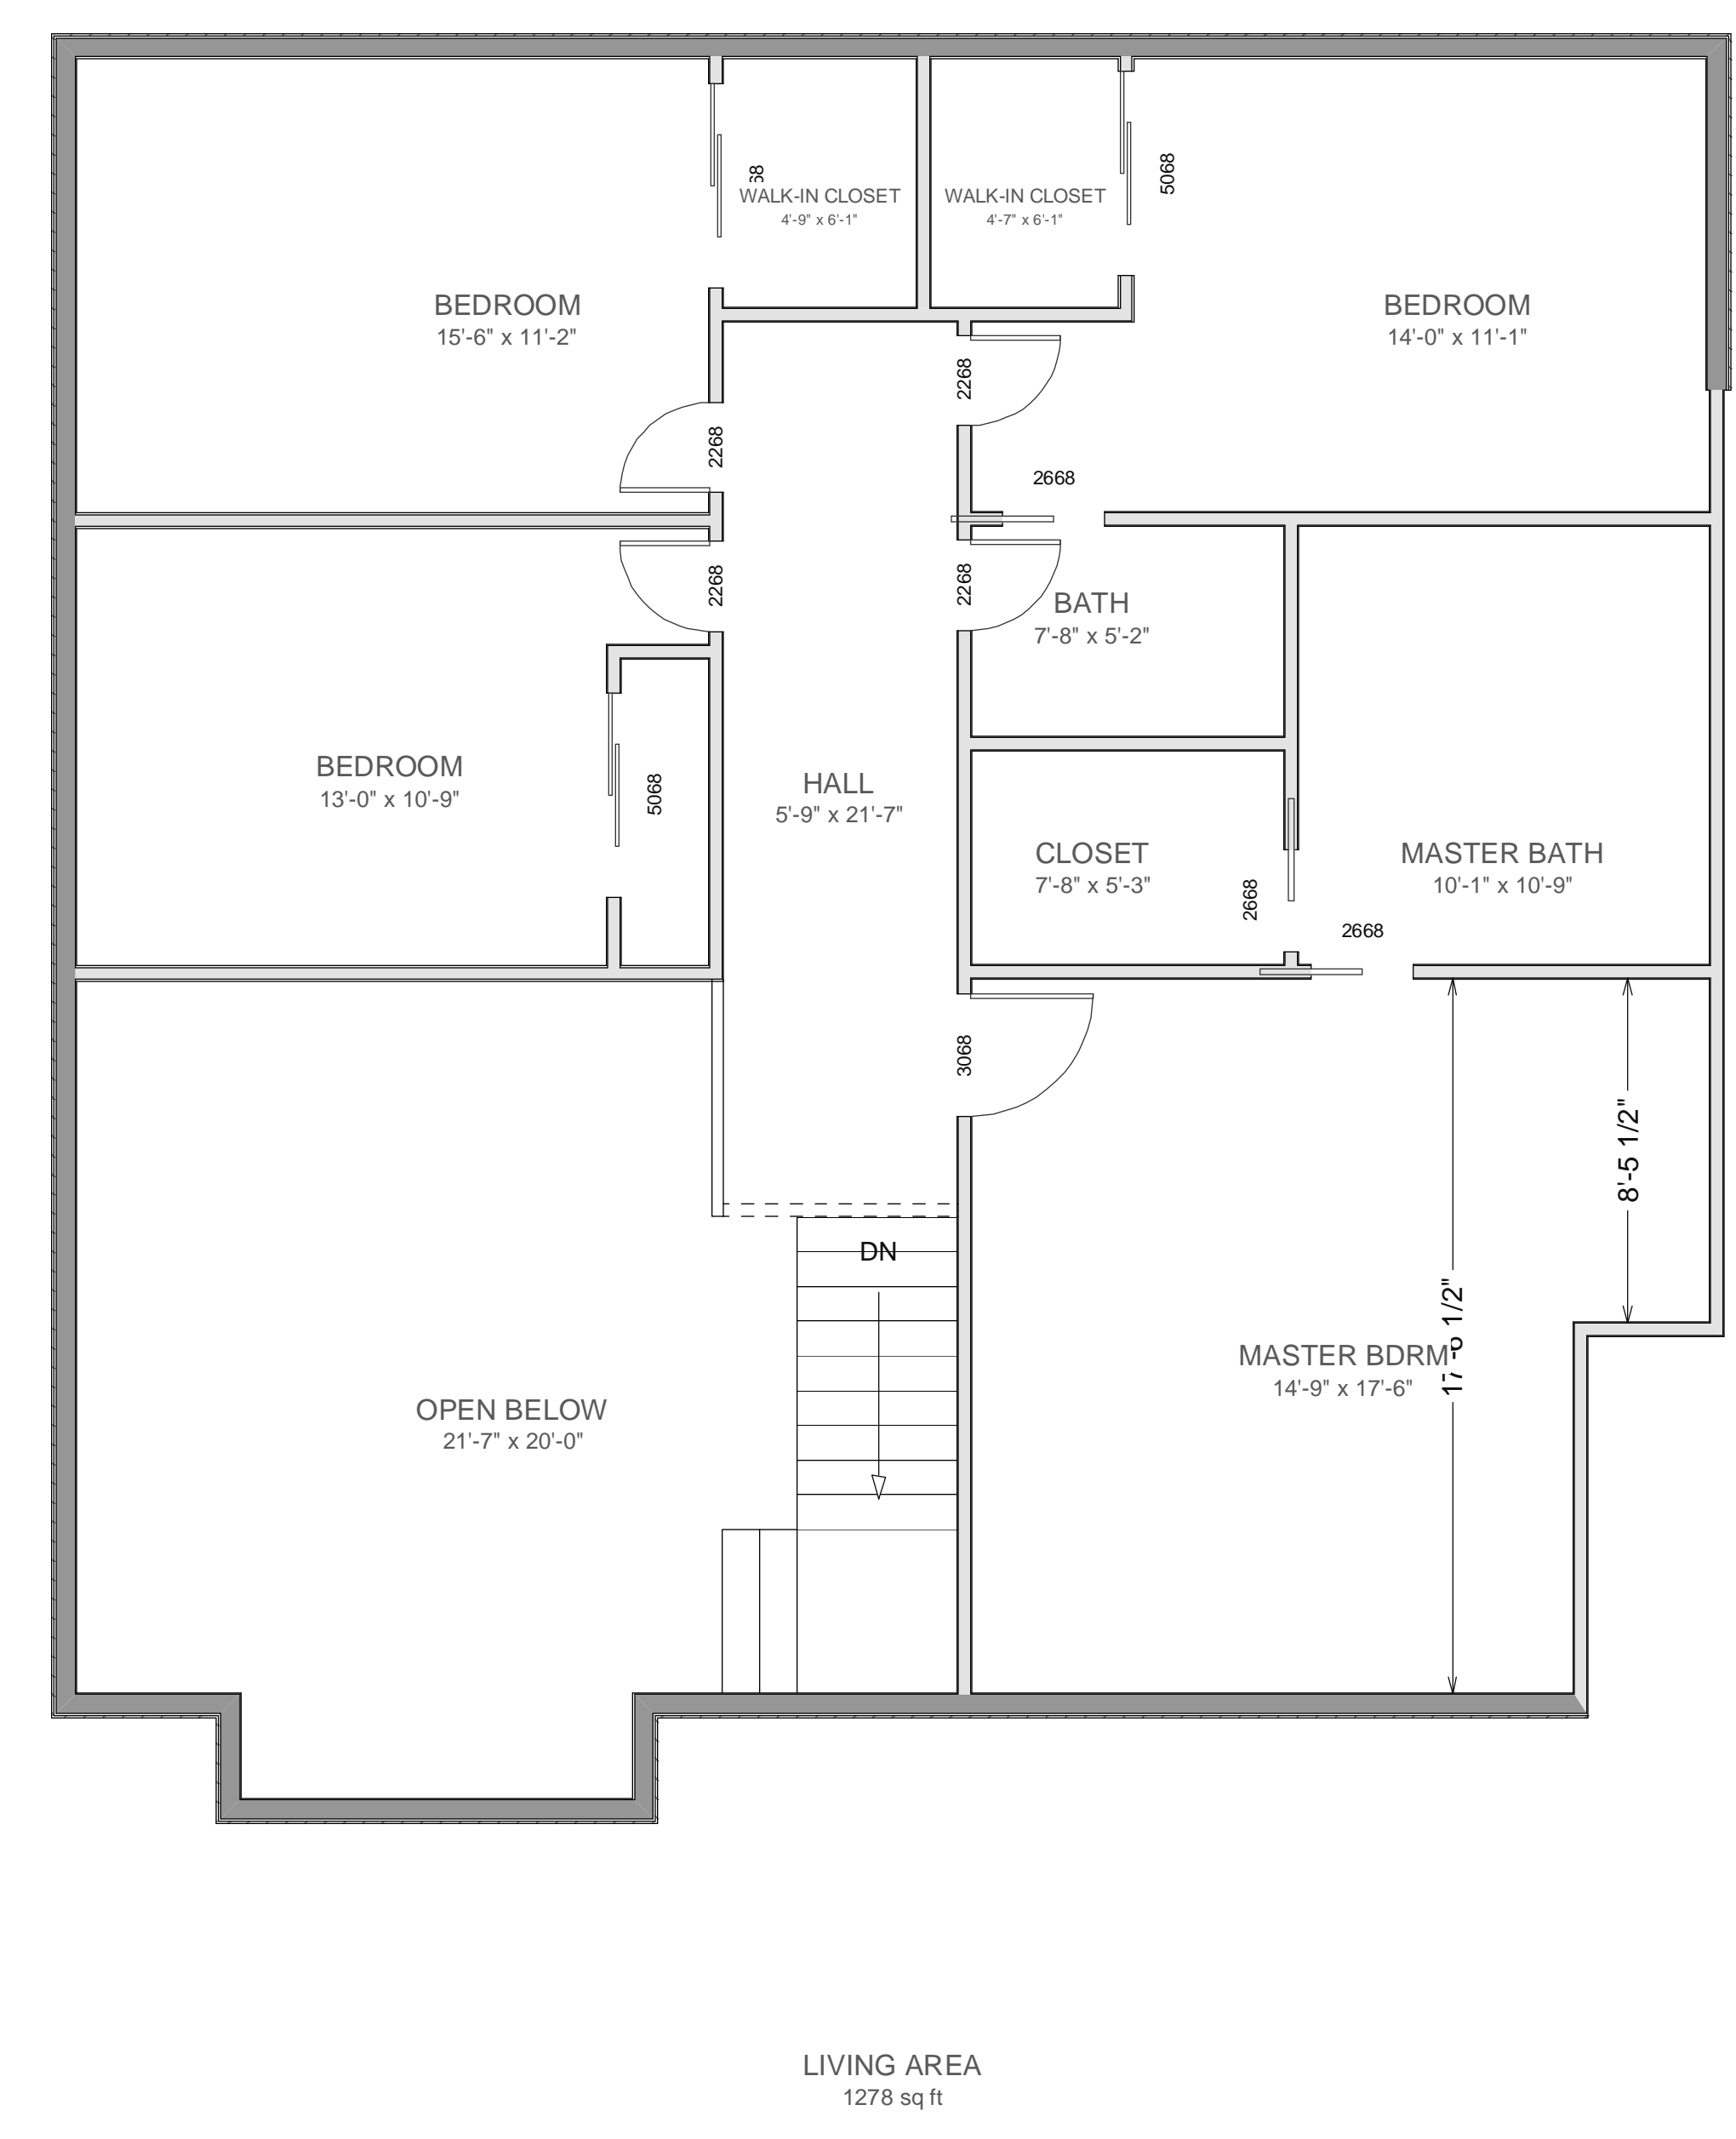 WALK-IN CLOSET
4'-9" x 6'-1"
WALK-IN CLOSET
4'-7" x 6'-1"
5068
BEDROOM
15'-6" x 11'-2"
BEDROOM
14'-0" x 11'-1"
2268
2268
2668
2268
2268
BATH
7'-8" x 5'-2"
BEDROOM
13'-0" x 10'-9"
5068
HALL
5'-9" x 21'-7"
CLOSET
7'-8" x 5'-3"
2668
MASTER BATH
10'-1" x 10'-9"
2668
3068
8'-5 1/2"
DN
17'-6 1/2"
MASTER BDRM
14'-9" x 17'-6"
OPEN BELOW
21'-7" x 20'-0"
LIVING AREA
1278 sq ft